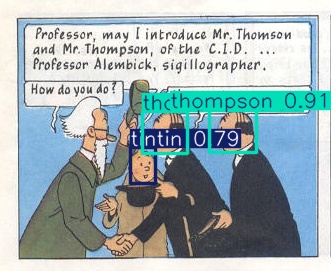 Professor, may I introduce Mr. Thomson
and Mr. Thompson, of the C.I.D. ...
Professor Alembick, sigillographer.
How do you do?
thompson 0.91
tintin 0.79